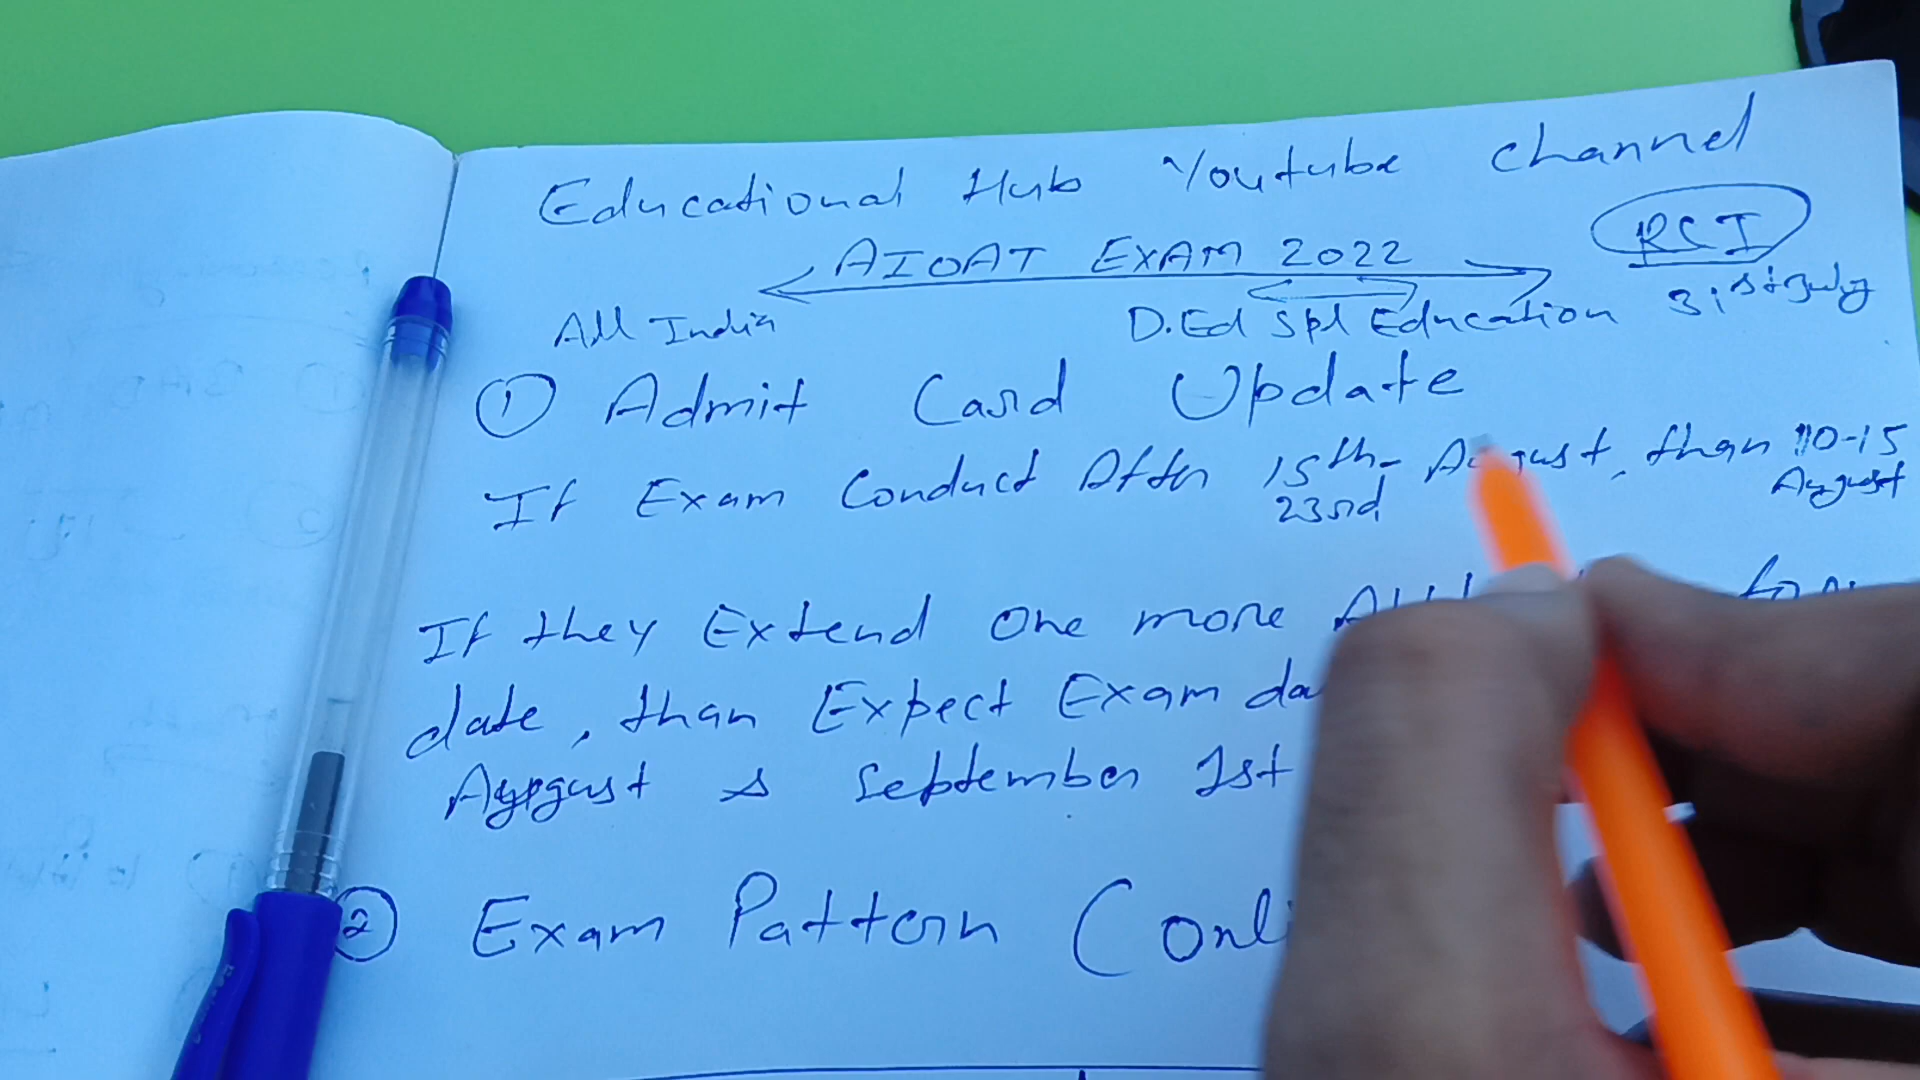 Educational Hub Youtube channel
AIOAT EXAM 2022 RCI
All India D.Ed Spl Education 31st July
① Admit Card Update
If Exam Conduct After 15th- August, than 10-15
23rd August
If they Extend One more
date, than Expect Exam
August & September 1st
② Exam Pattern (